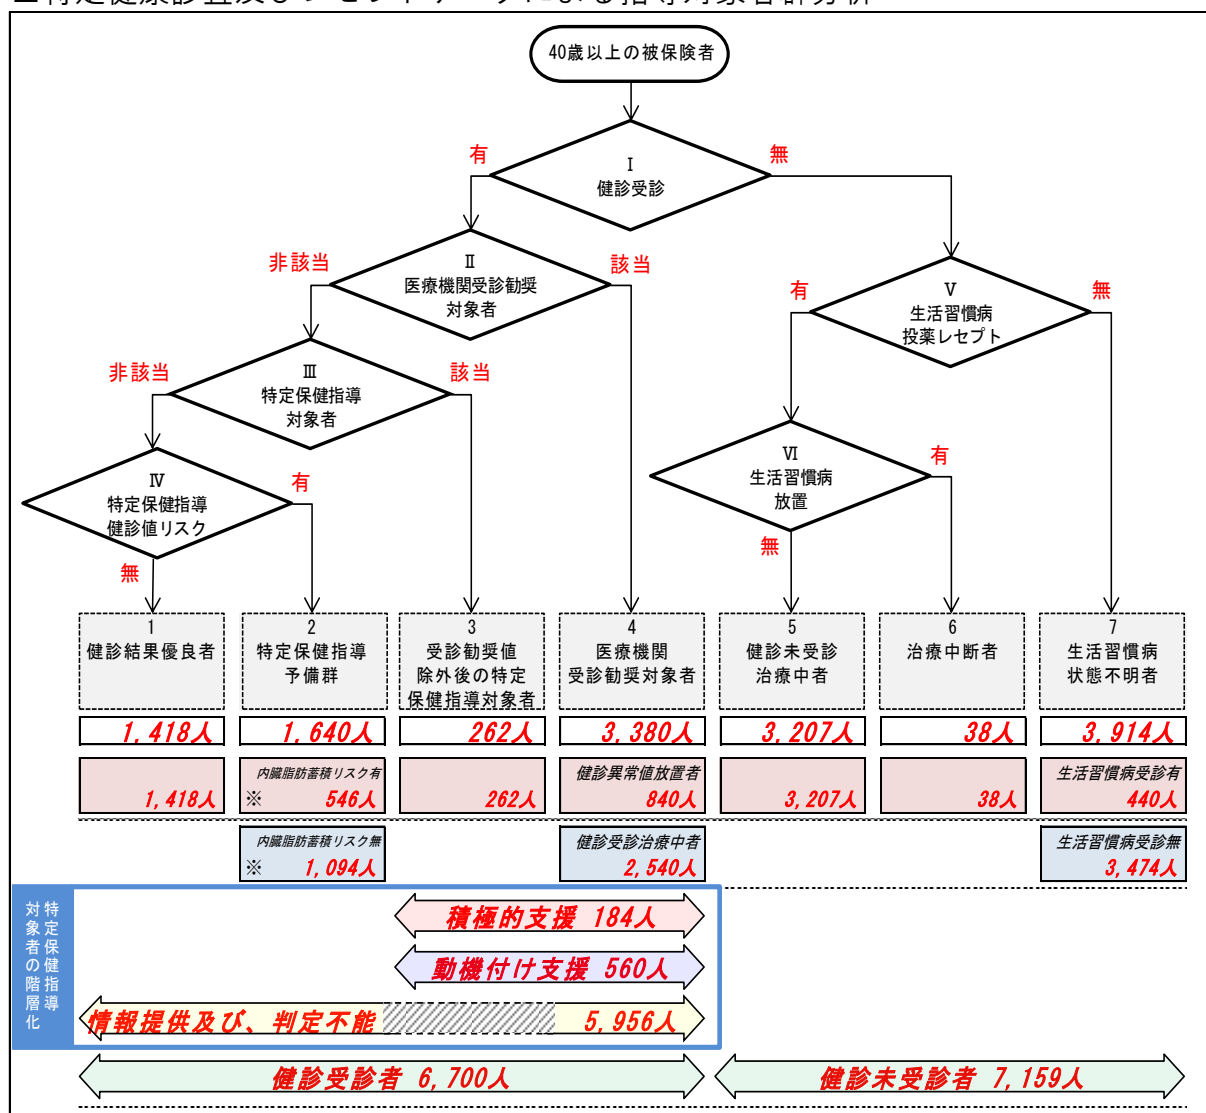 40歳以上の被保険者
Ⅰ
健診受診
有
無
Ⅱ
医療機関受診勧奨
対象者
非該当
該当
Ⅴ
生活習慣病
投薬レセプト
有
無
Ⅲ
特定保健指導
対象者
非該当
該当
Ⅵ
生活習慣病
放置
有
無
Ⅳ
特定保健指導
健診値リスク
有
無
1
健診結果優良者
2
特定保健指導
予備群
3
受診勧奨値
除外後の特定
保健指導対象者
4
医療機関
受診勧奨対象者
5
健診未受診
治療中者
6
治療中断者
7
生活習慣病
状態不明者
1,418人
1,640人
262人
3,380人
3,207人
38人
3,914人
1,418人
内臓脂肪蓄積リスク有
※ 546人
262人
健診異常値放置者
840人
3,207人
38人
生活習慣病受診有
440人
内臓脂肪蓄積リスク無
※ 1,094人
健診受診治療中者
2,540人
生活習慣病受診無
3,474人
特定保健指導
対象者の階層化
積極的支援 184人
動機付け支援 560人
情報提供及び、判定不能 5,956人
健診受診者 6,700人
健診未受診者 7,159人